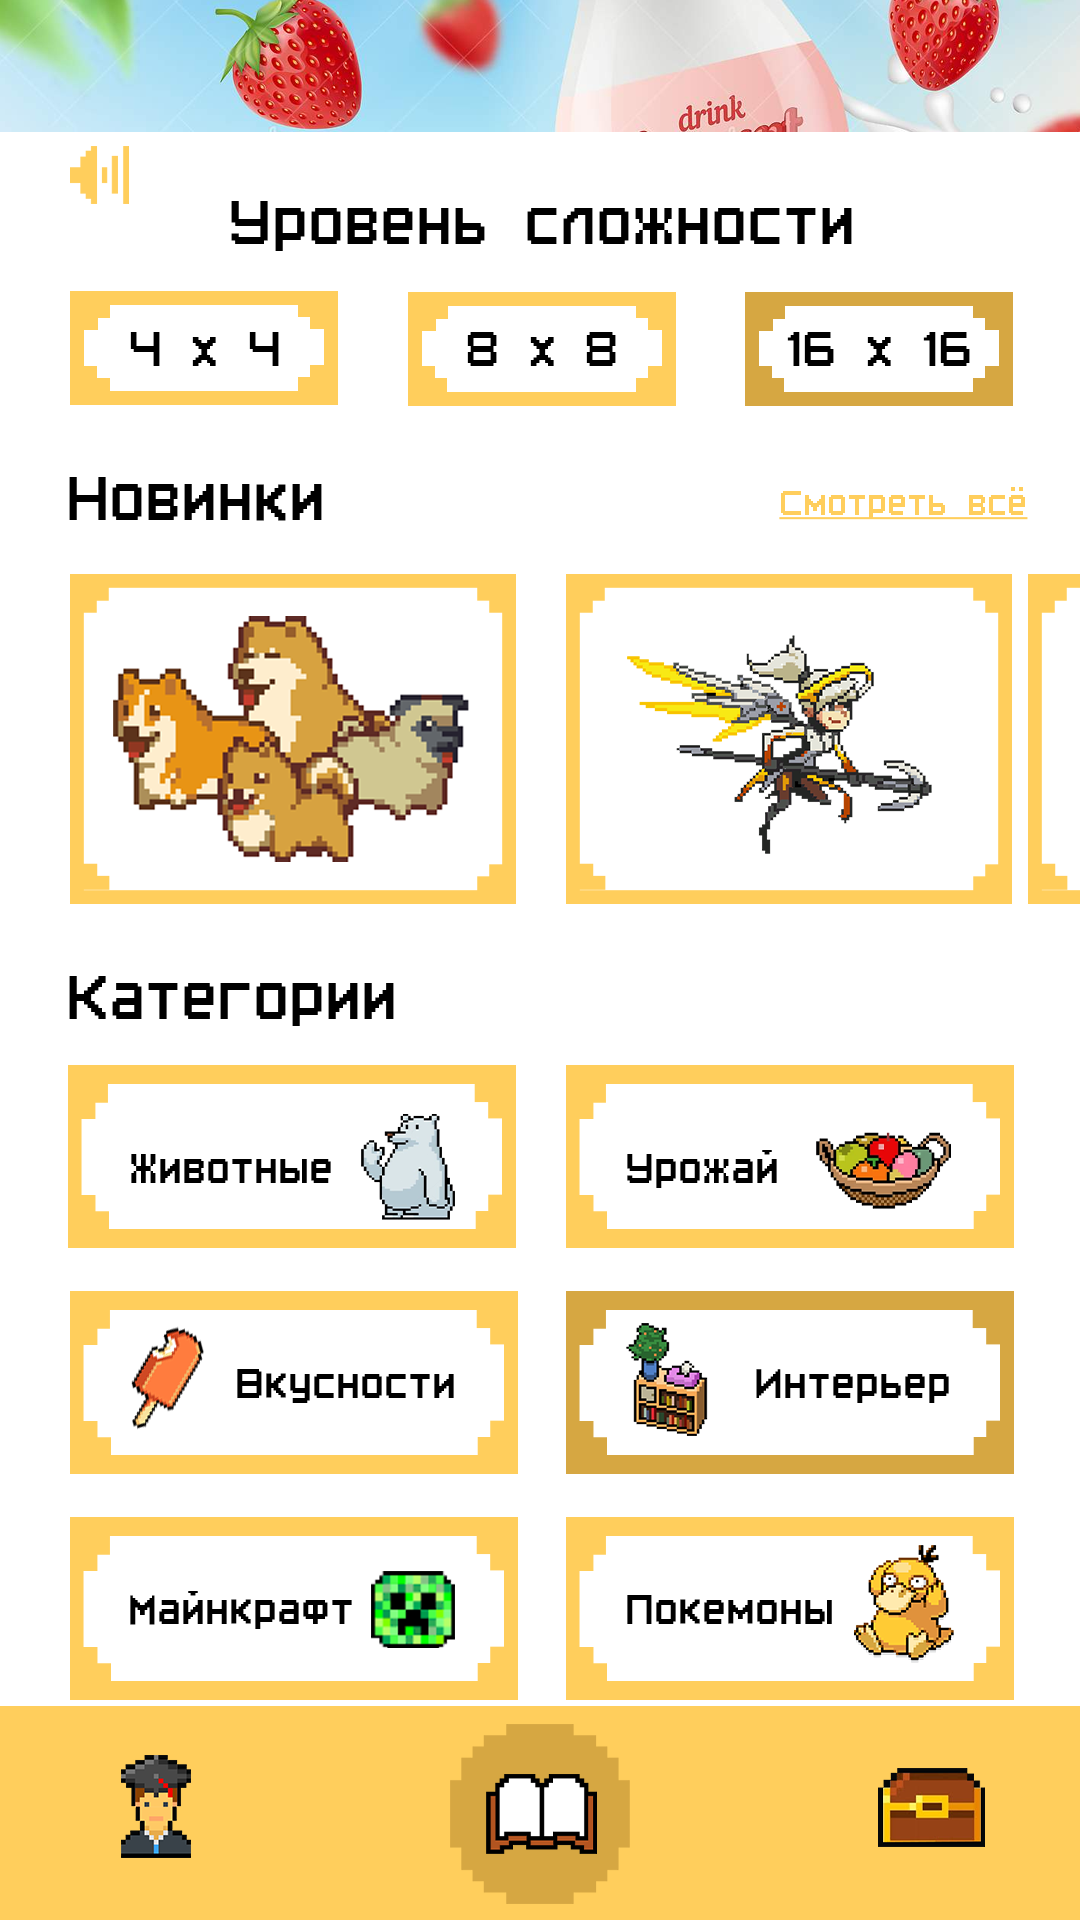 drink
Уровень сложности
4 x 4
8 x 8
16 x 16
Новинки
Смотреть всё
Категории
Животные
Урожай
Вкусности
Интерьер
Майнкрафт
Покемоны